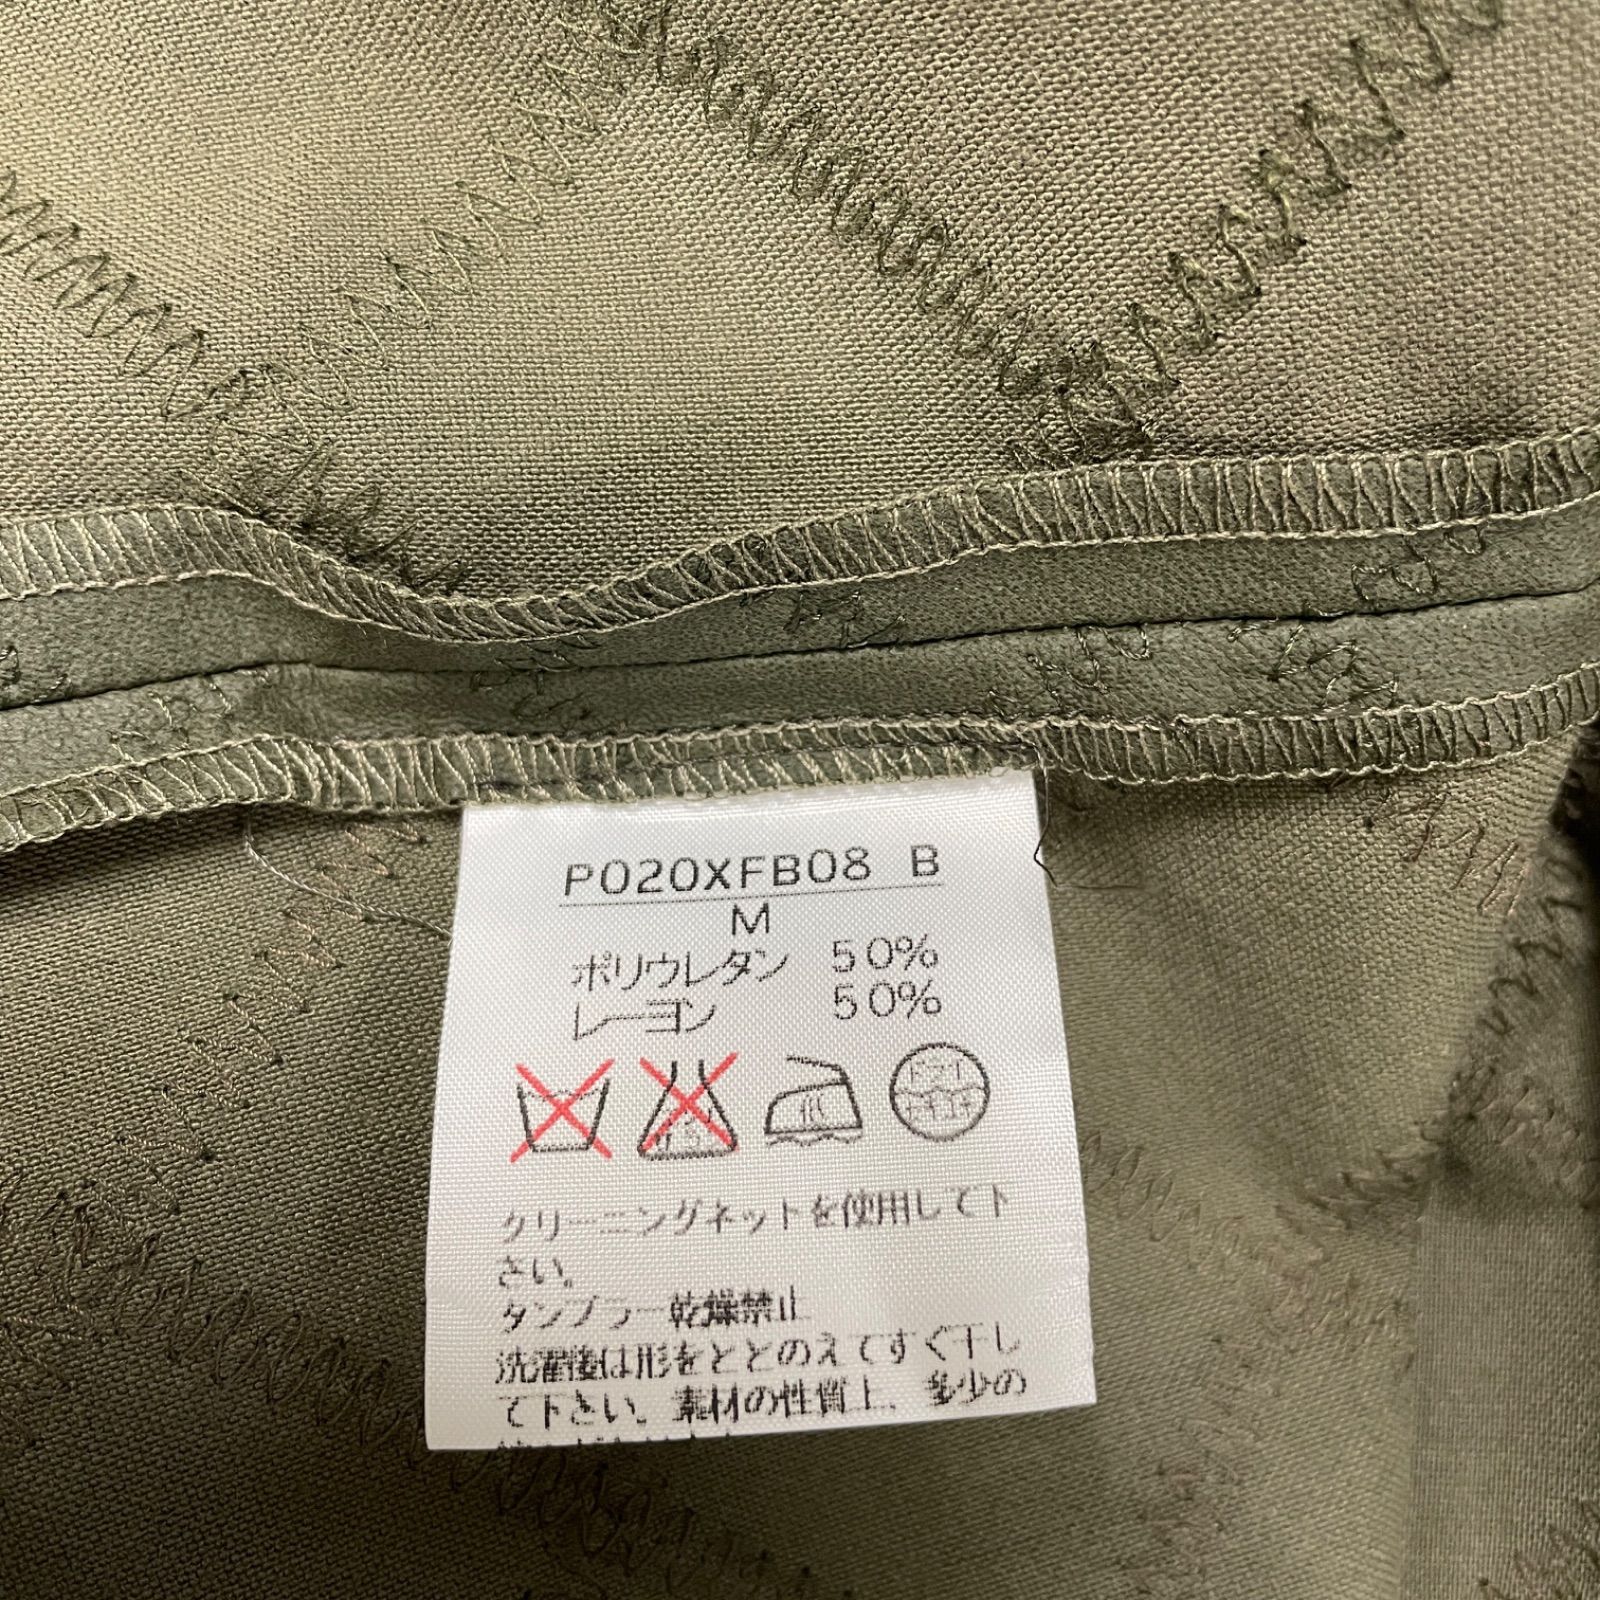 P020XFB08 B
M
ポリウレタン 50%
レーヨン 50%
ドライ
クリーニングネットを使用して下
さい。
タンブラー乾燥禁止
洗濯後は形をととのえてすぐ干し
て下さい。素材の性質上、多少の